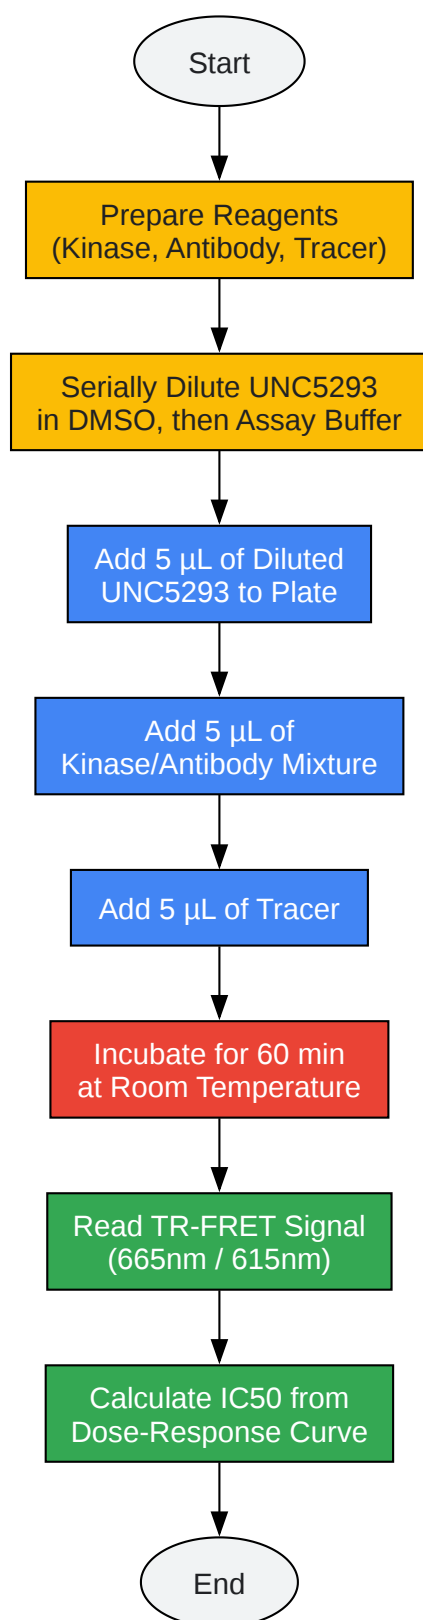 Start
Prepare Reagents
(Kinase, Antibody, Tracer)
Serially Dilute UNC5293
in DMSO, then Assay Buffer
Add 5 µL of Diluted
UNC5293 to Plate
Add 5 µL of
Kinase/Antibody Mixture
Add 5 µL of Tracer
Incubate for 60 min
at Room Temperature
Read TR-FRET Signal
(665nm / 615nm)
Calculate IC50 from
Dose-Response Curve
End